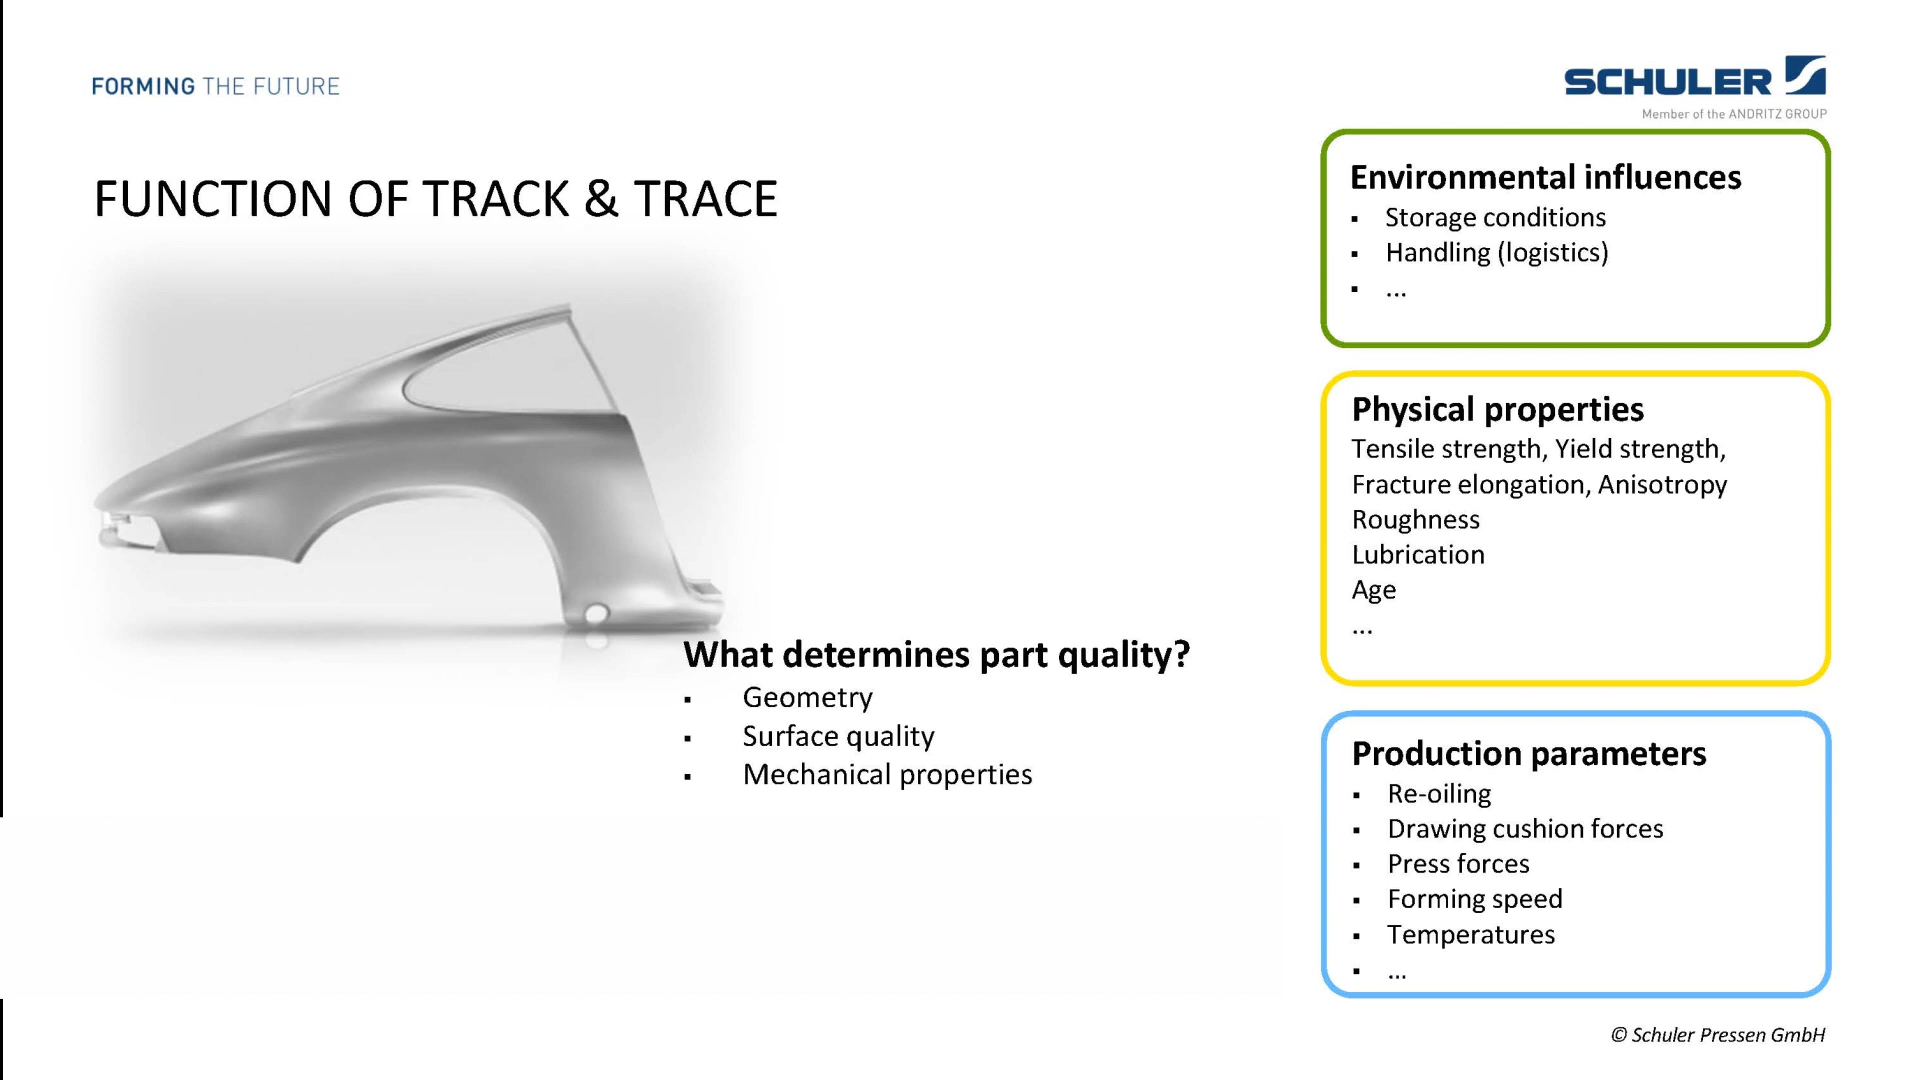 FORMING THE FUTURE
SCHULER
Member of the ANDRITZ GROUP
FUNCTION OF TRACK & TRACE
What determines part quality?
▪ Geometry
▪ Surface quality
▪ Mechanical properties
Environmental influences
▪ Storage conditions
▪ Handling (logistics)
▪ ...
Physical properties
Tensile strength, Yield strength,
Fracture elongation, Anisotropy
Roughness
Lubrication
Age
...
Production parameters
▪ Re-oiling
▪ Drawing cushion forces
▪ Press forces
▪ Forming speed
▪ Temperatures
▪ ...
© Schuler Pressen GmbH